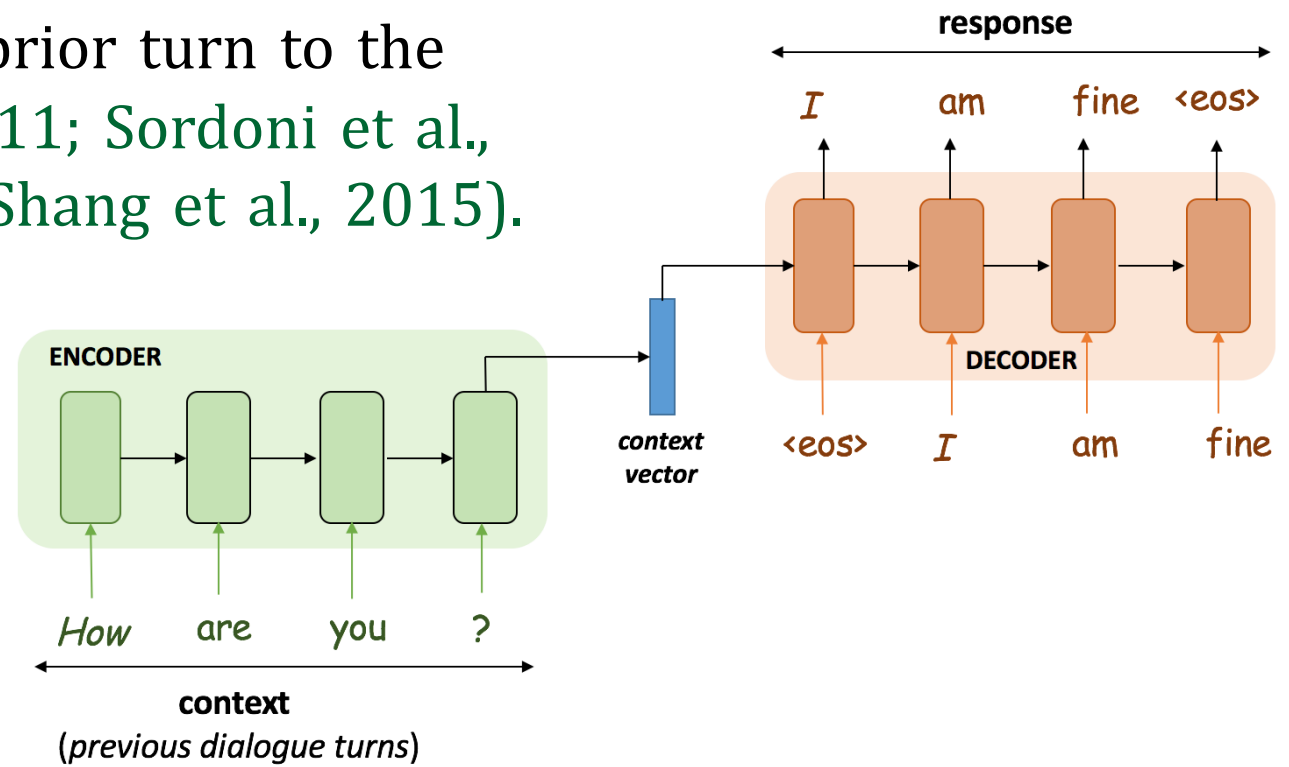 prior turn to the
11; Sordoni et al.,
Shang et al., 2015).
response
I am fine <eos>
DECODER
<eos> I am fine
ENCODER
context
vector
How are you ?
context
(previous dialogue turns)